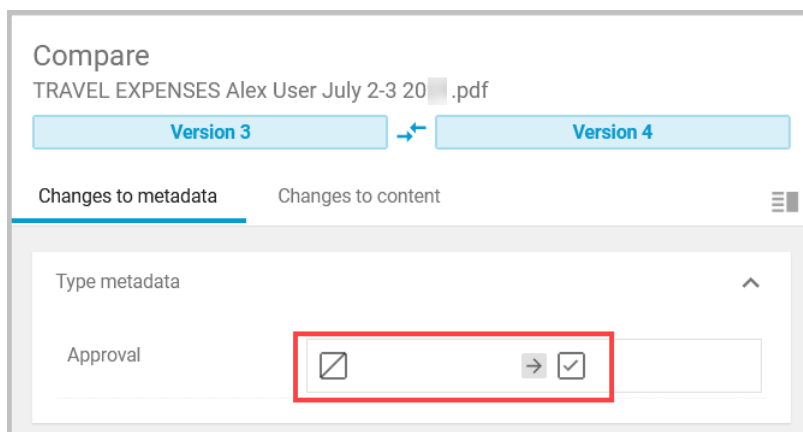 Compare
TRAVEL EXPENSES Alex User July 2-3 20 .pdf
Version 3
Version 4
Changes to metadata
Changes to content
Type metadata
Approval